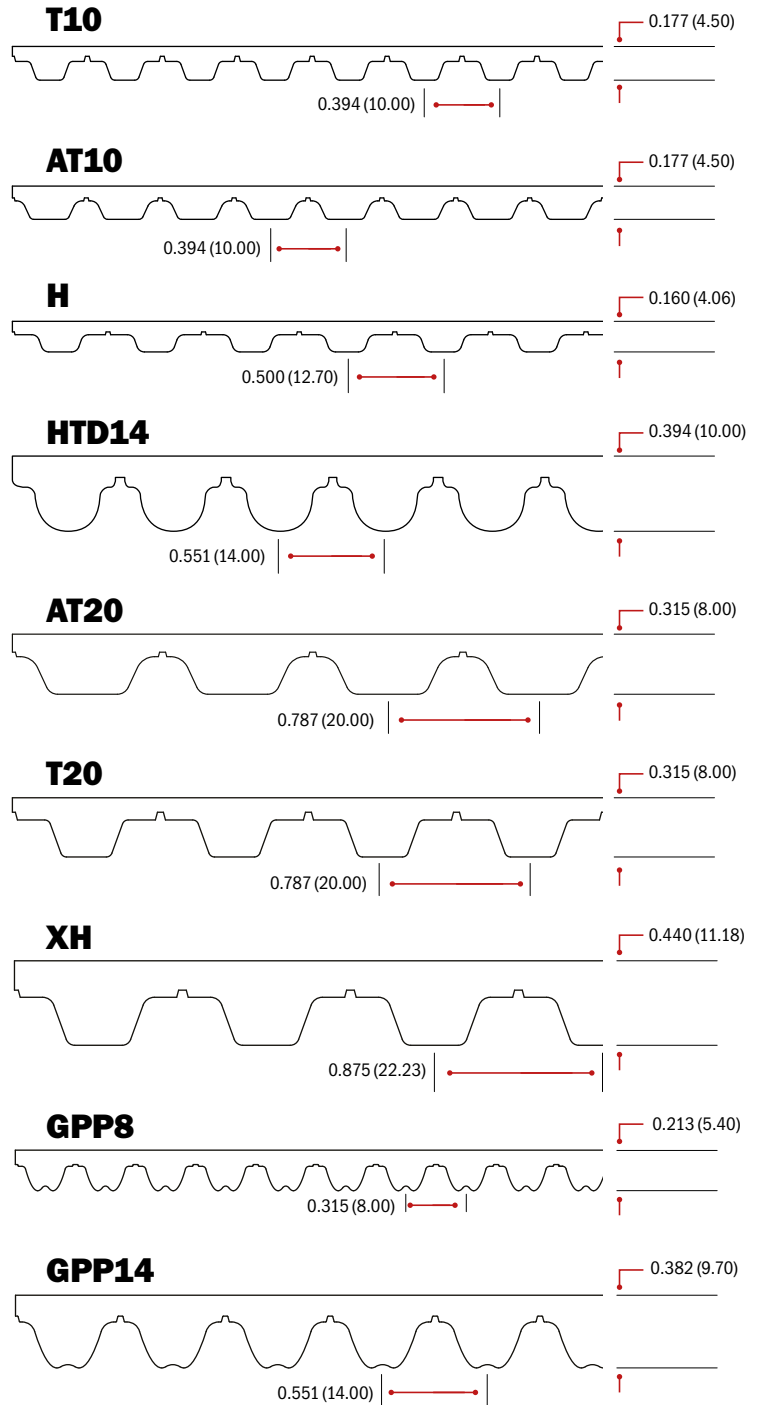 T10
0.177 (4.50)
0.394 (10.00)
AT10
0.177 (4.50)
0.394 (10.00)
H
0.160 (4.06)
0.500 (12.70)
HTD14
0.394 (10.00)
0.551 (14.00)
AT20
0.315 (8.00)
0.787 (20.00)
T20
0.315 (8.00)
0.787 (20.00)
XH
0.440 (11.18)
0.875 (22.23)
GPP8
0.213 (5.40)
0.315 (8.00)
GPP14
0.382 (9.70)
0.551 (14.00)